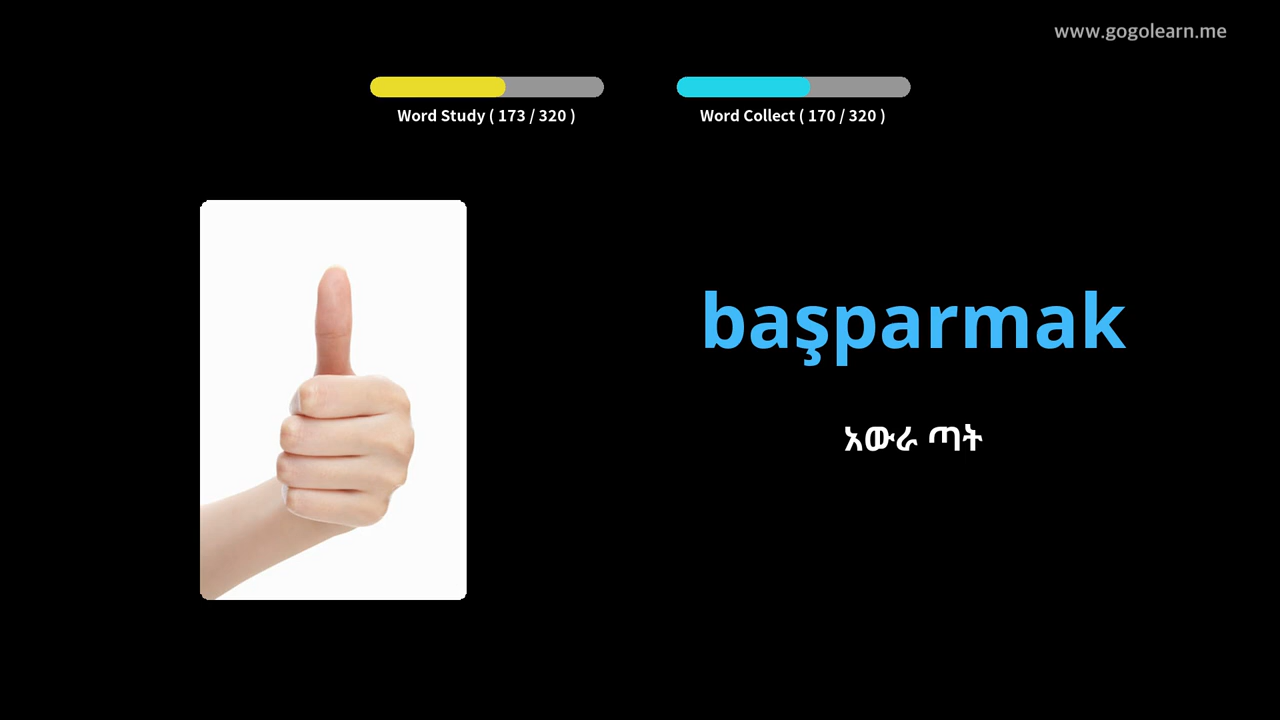 www.gogolearn.me
Word Study ( 173 / 320 )
Word Collect ( 170 / 320 )
başparmak
አውራ ጣት